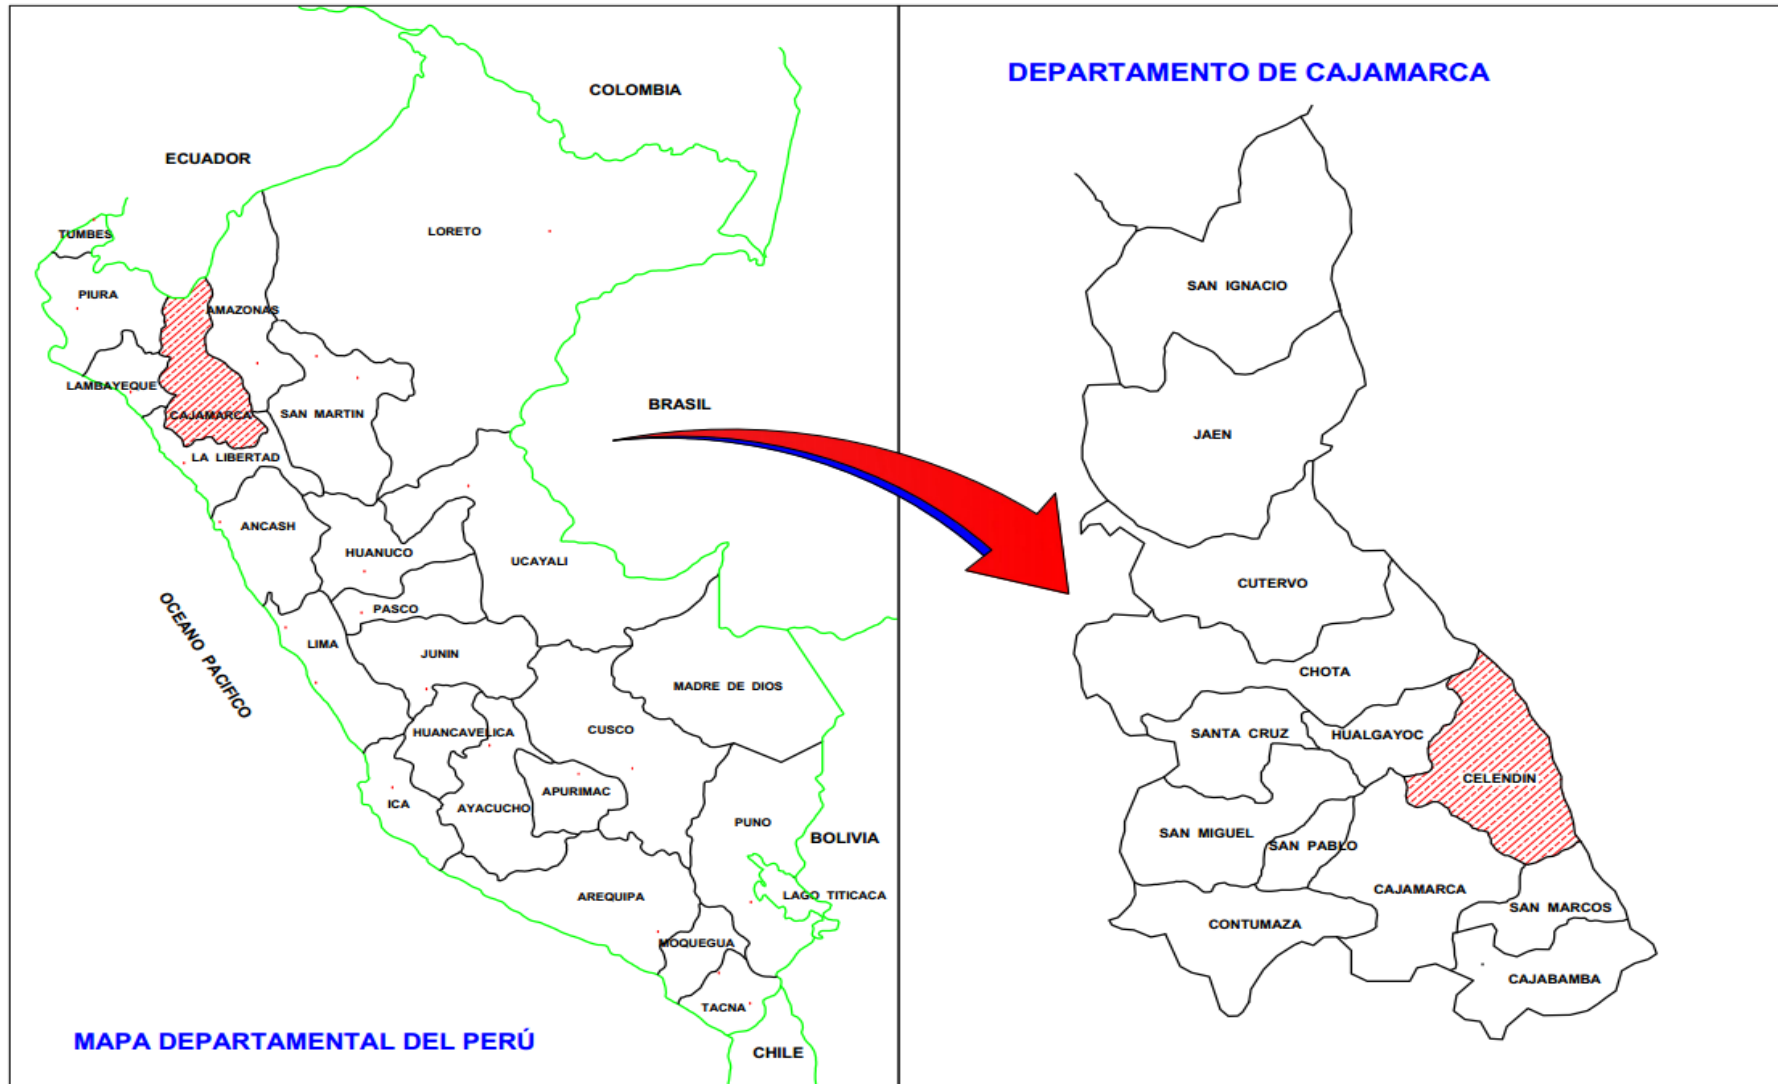 COLOMBIA
ECUADOR
TUMBES
LORETO
PIURA
AMAZONAS
LAMBAYEQUE
BRASIL
CAJAMARCA
SAN MARTIN
LA LIBERTAD
ANCASH
HUANUCO
UCAYALI
PASCO
OCEANO PACIFICO
LIMA
JUNIN
MADRE DE DIOS
HUANCAVELICA
CUSCO
ICA
AYACUCHO
APURIMAC
PUNO
BOLIVIA
AREQUIPA
LAGO TITICACA
MOQUEGUA
TACNA
MAPA DEPARTAMENTAL DEL PERÚ
CHILE
DEPARTAMENTO DE CAJAMARCA
SAN IGNACIO
JAEN
CUTERVO
CHOTA
SANTA CRUZ
HUALGAYOC
CELENDIN
SAN MIGUEL
SAN PABLO
CAJAMARCA
SAN MARCOS
CONTUMAZA
CAJABAMBA